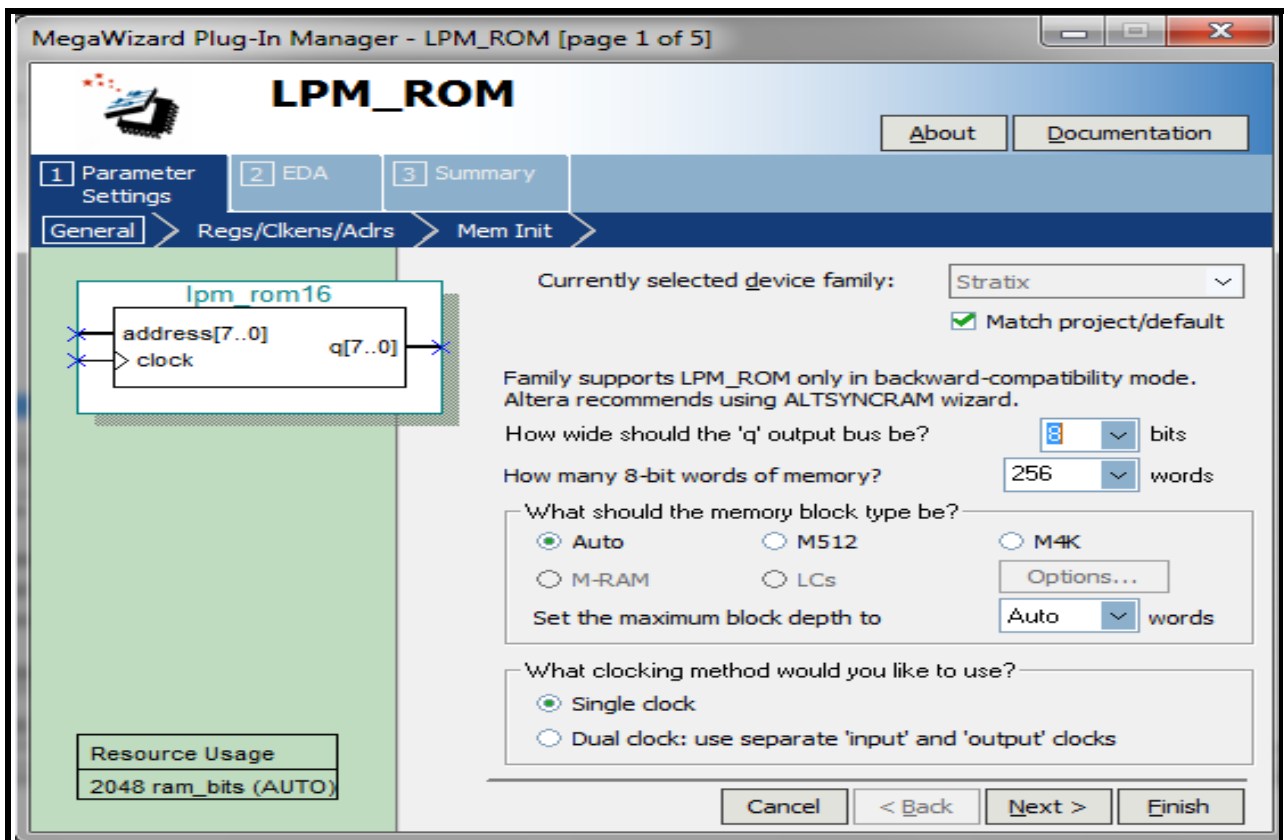 MegaWizard Plug-In Manager - LPM_ROM [page 1 of 5]
LPM_ROM
About
Documentation
1 Parameter Settings
2 EDA
3 Summary
General
Regs/Clkens/Aclrs
Mem Init
lpm_rom16
address[7..0]
clock
q[7..0]
Resource Usage
2048 ram_bits (AUTO)
Currently selected device family:
Stratix
Match project/default
Family supports LPM_ROM only in backward-compatibility mode.
Altera recommends using ALTSYNCRAM wizard.
How wide should the 'q' output bus be? 8 bits
How many 8-bit words of memory? 256 words
What should the memory block type be?
Auto M512 M4K
M-RAM LCs Options...
Set the maximum block depth to Auto words
What clocking method would you like to use?
Single clock
Dual clock: use separate 'input' and 'output' clocks
Cancel < Back Next > Finish